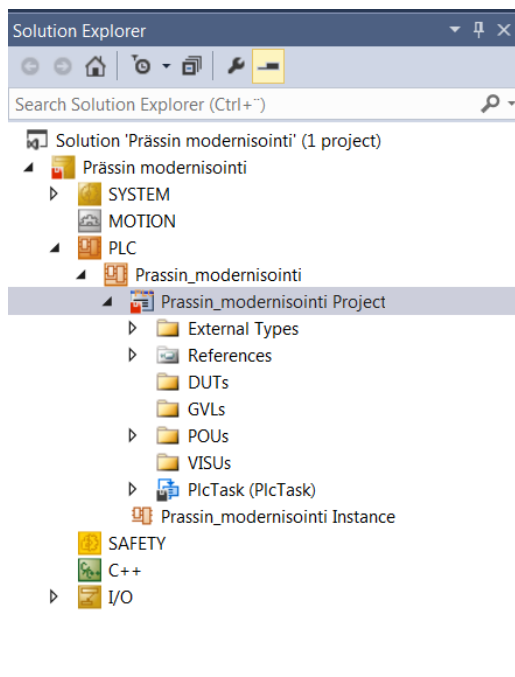 Solution Explorer
Search Solution Explorer (Ctrl+¨)
Solution 'Prässin modernisointi' (1 project)
Prässin modernisointi
SYSTEM
MOTION
PLC
Prassin_modernisointi
Prassin_modernisointi Project
External Types
References
DUTs
GVLs
POUs
VISUs
PlcTask (PlcTask)
Prassin_modernisointi Instance
SAFETY
C++
I/O